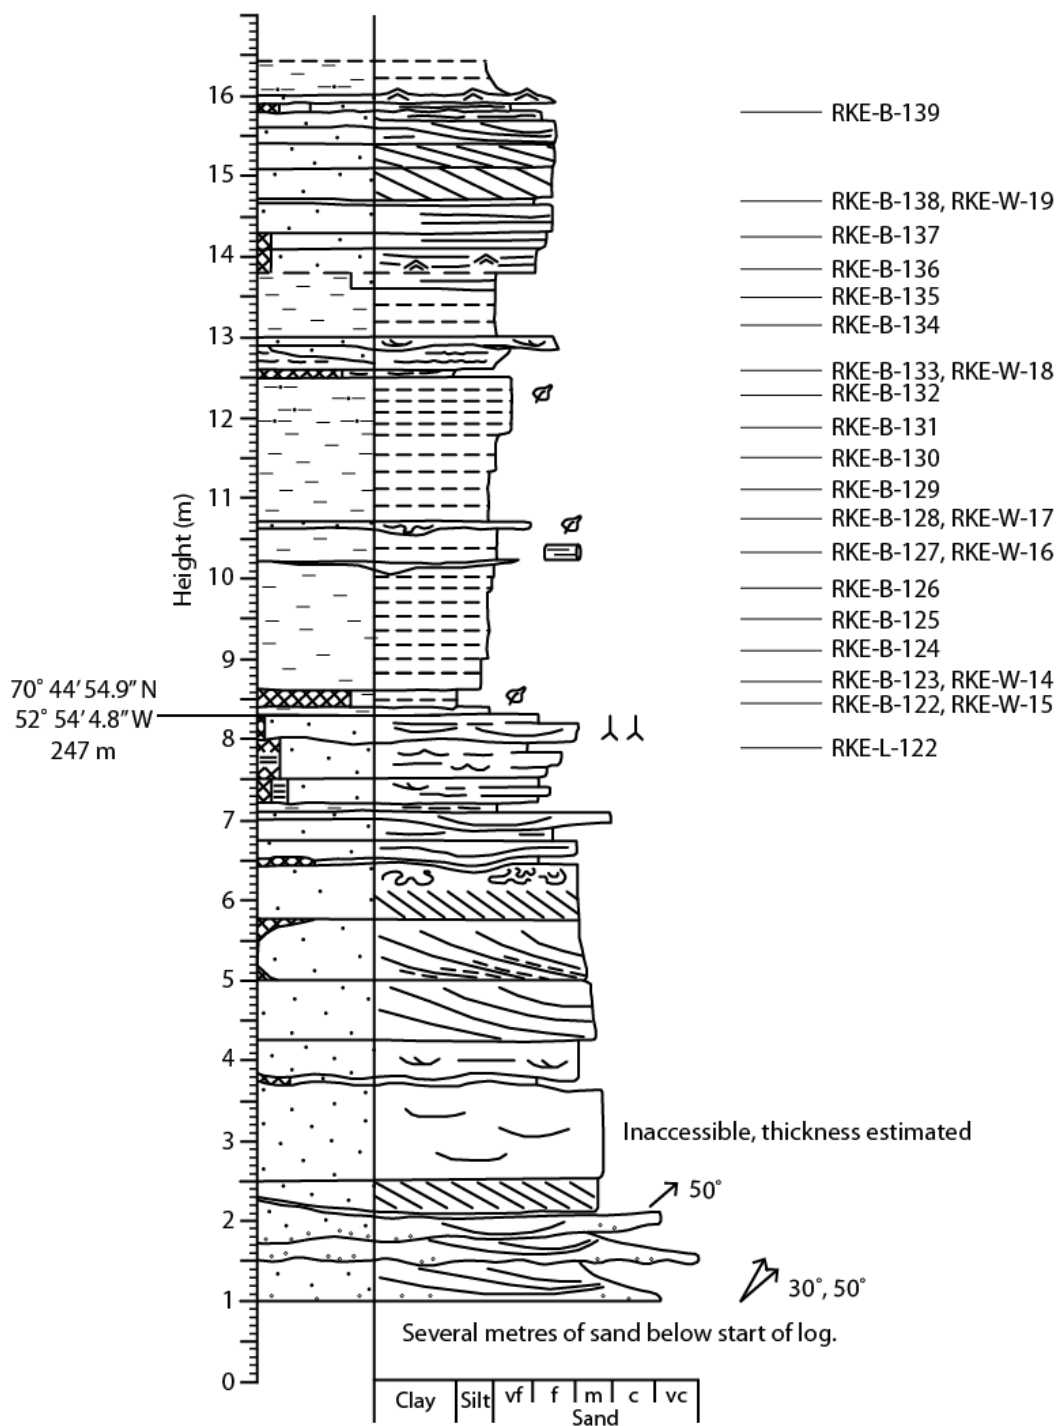 16
RKE-B-139
15
RKE-B-138, RKE-W-19
RKE-B-137
14
RKE-B-136
RKE-B-135
RKE-B-134
13
RKE-B-133, RKE-W-18
RKE-B-132
12
RKE-B-131
RKE-B-130
11
RKE-B-129
RKE-B-128, RKE-W-17
Height (m)
RKE-B-127, RKE-W-16
10
RKE-B-126
RKE-B-125
9
RKE-B-124
70° 44’ 54.9” N
RKE-B-123, RKE-W-14
52° 54’ 4.8” W
RKE-B-122, RKE-W-15
247 m
8
RKE-L-122
7
6
5
4
3
Inaccessible, thickness estimated
50°
2
30°, 50°
1
Several metres of sand below start of log.
0
Clay Silt vf f m c vc
Sand